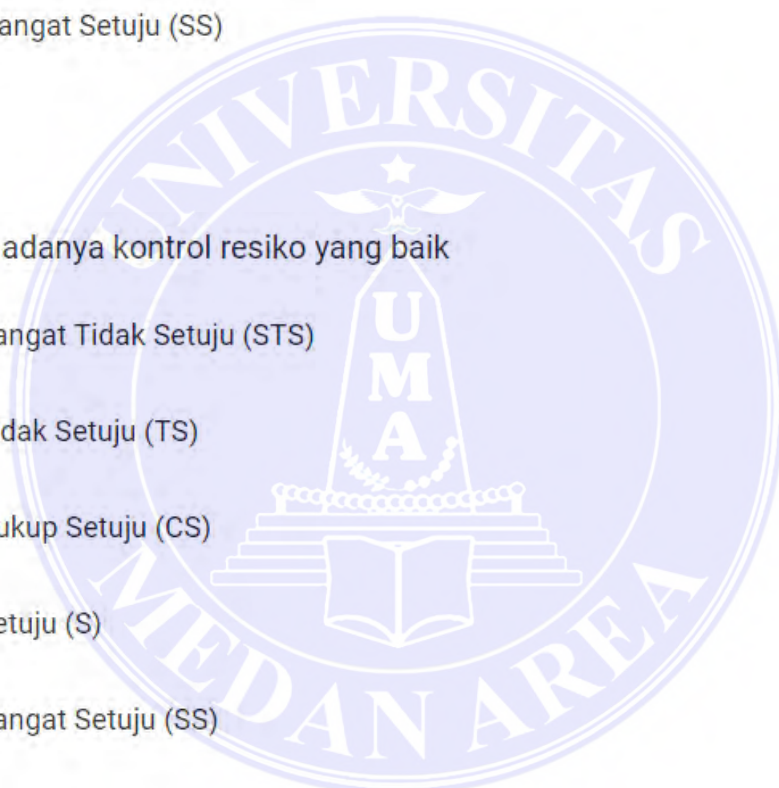 angat Setuju (SS)
UNIVERSITAS
adanya kontrol resiko yang baik
UMA
angat Tidak Setuju (STS)
dak Setuju (TS)
ukup Setuju (CS)
etuju (S)
MEDAN AREA
angat Setuju (SS)